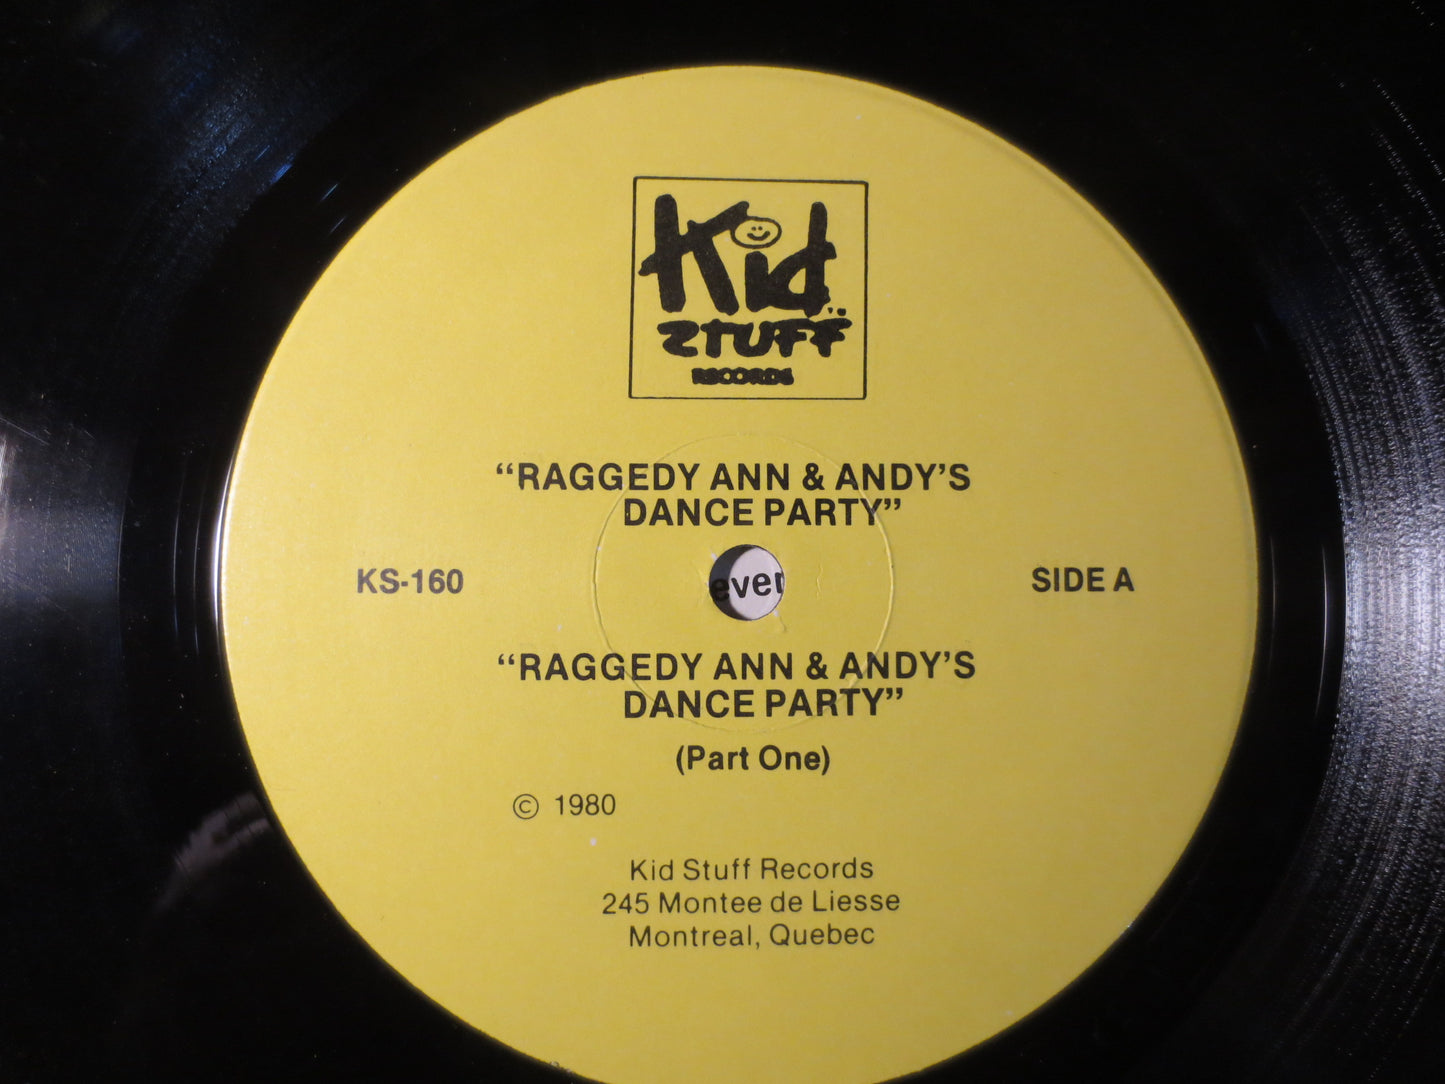 Kid
STUFF
RECORDS
“RAGGEDY ANN & ANDY’S
DANCE PARTY”
KS-160
ever
SIDE A
“RAGGEDY ANN & ANDY’S
DANCE PARTY”
(Part One)
© 1980
Kid Stuff Records
245 Montee de Liesse
Montreal, Quebec